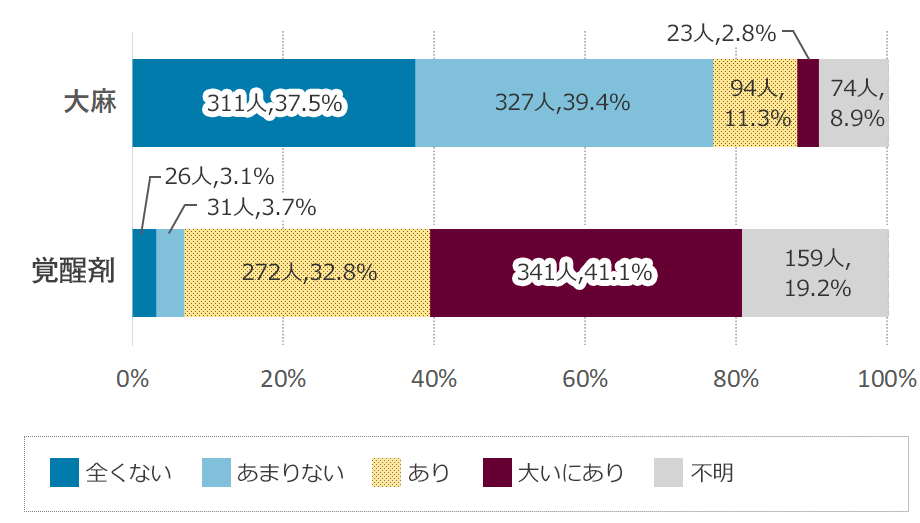 23人,2.8%
大麻
311人,37.5%
327人,39.4%
94人,
11.3%
74人,
8.9%
26人,3.1%
31人,3.7%
覚醒剤
272人,32.8%
341人,41.1%
159人,
19.2%
0%
20%
40%
60%
80%
100%
全くない
あまりない
あり
大いにあり
不明